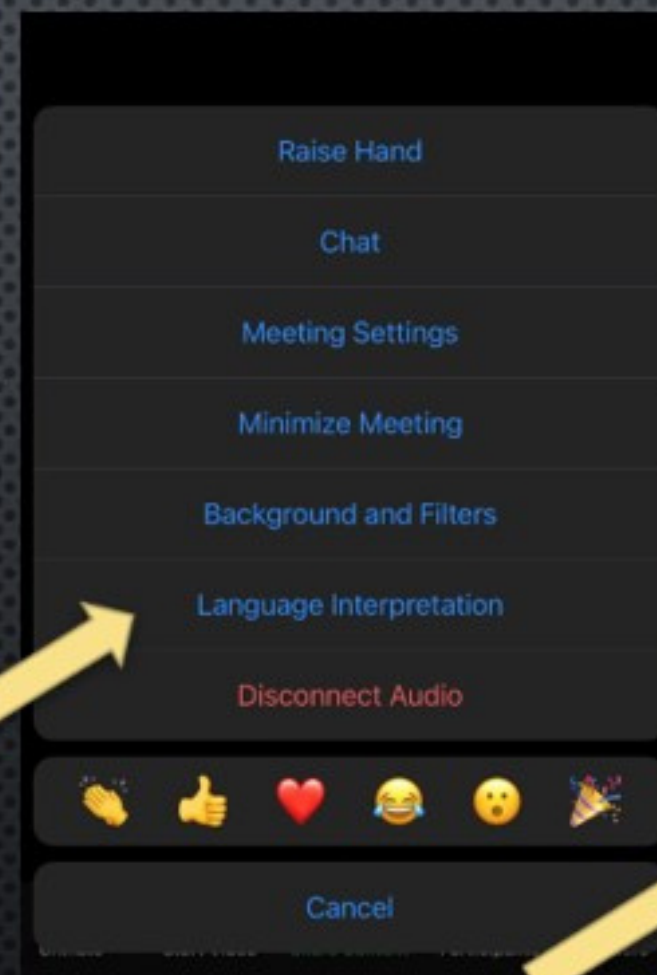 Raise Hand
Chat
Meeting Settings
Minimize Meeting
Background and Filters
Language Interpretation
Disconnect Audio
Cancel